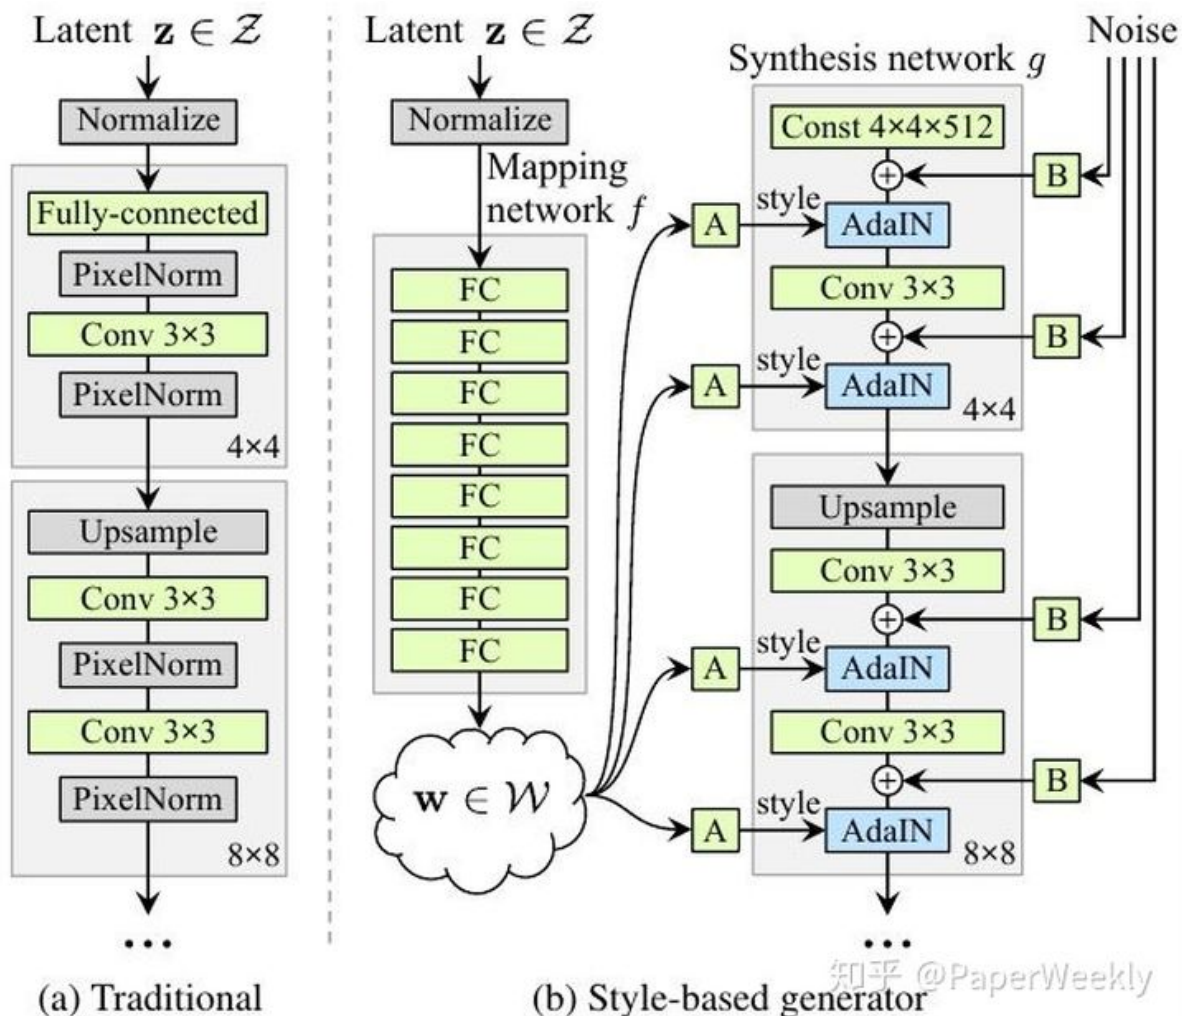 Latent z ∈ 𝒵
Normalize
Fully-connected
PixelNorm
Conv 3×3
PixelNorm
4×4
Upsample
Conv 3×3
PixelNorm
Conv 3×3
PixelNorm
8×8
...
(a) Traditional
Latent z ∈ 𝒵
Normalize
Mapping
network f
FC
FC
FC
FC
FC
FC
FC
FC
w ∈ 𝒲
Synthesis network g
Noise
Const 4×4×512
B
A
style
AdaIN
Conv 3×3
B
A
style
AdaIN
4×4
Upsample
Conv 3×3
B
A
style
AdaIN
Conv 3×3
B
A
style
AdaIN
8×8
...
(b) Style-based generator
知乎 @PaperWeekly